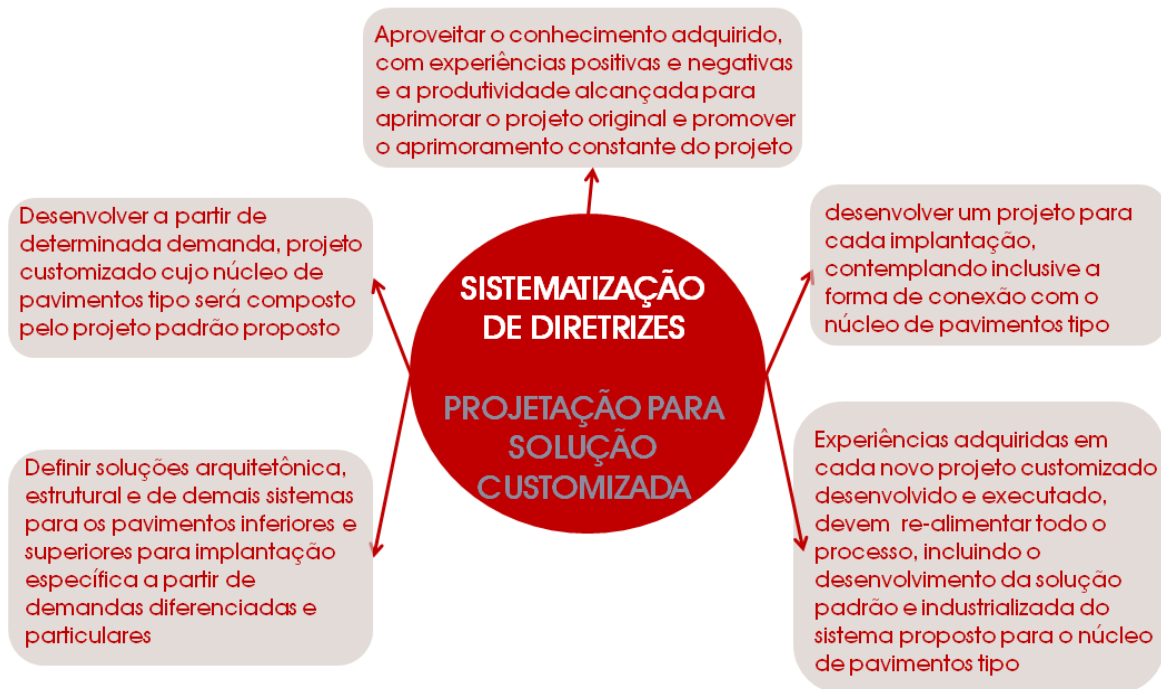 Aproveitar o conhecimento adquirido,
com experiências positivas e negativas
e a produtividade alcançada para
aprimorar o projeto original e promover
o aprimoramento constante do projeto
Desenvolver a partir de
determinada demanda, projeto
customizado cujo núcleo de
pavimentos tipo será composto
pelo projeto padrão proposto
desenvolver um projeto para
cada implantação,
contemplando inclusive a
forma de conexão com o
núcleo de pavimentos tipo
SISTEMATIZAÇÃO
DE DIRETRIZES
PROJETAÇÃO PARA
SOLUÇÃO
CUSTOMIZADA
Definir soluções arquitetônica,
estrutural e de demais sistemas
para os pavimentos inferiores e
superiores para implantação
específica a partir de
demandas diferenciadas e
particulares
Experiências adquiridas em
cada novo projeto customizado
desenvolvido e executado,
devem re-alimentar todo o
processo, incluindo o
desenvolvimento da solução
padrão e industrializada do
sistema proposto para o núcleo
de pavimentos tipo